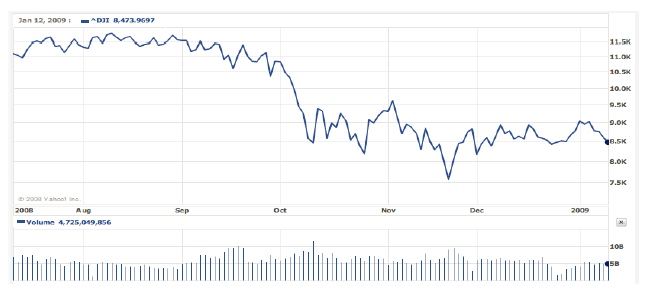 Jan 12, 2009 : ^DJI 8,473.9697
11.5K
11.0K
10.5K
10.0K
9.5K
9.0K
8.5K
8.0K
7.5K
© 2008 Yahoo! Inc.
2008 Aug Sep Oct Nov Dec 2009
Volume 4,725,049,856
10B
5B